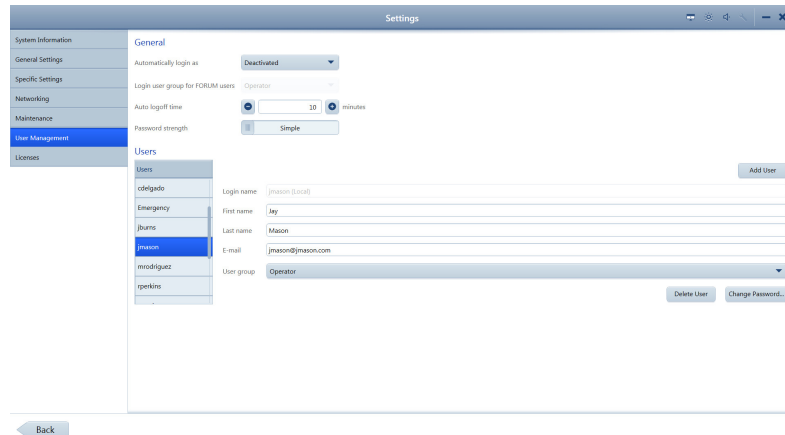 Settings
System Information
General Settings
Specific Settings
Networking
Maintenance
User Management
Licenses
General
Automatically login as Deactivated
Login user group for FORUM users Operator
Auto logoff time 10 minutes
Password strength Simple
Users
Users
Add User
cdelgado
Emergency
jburns
jmason
mrodriguez
rperkins
Login name jmason (Local)
First name Jay
Last name Mason
E-mail jmason@jmason.com
User group Operator
Delete User Change Password...
Back